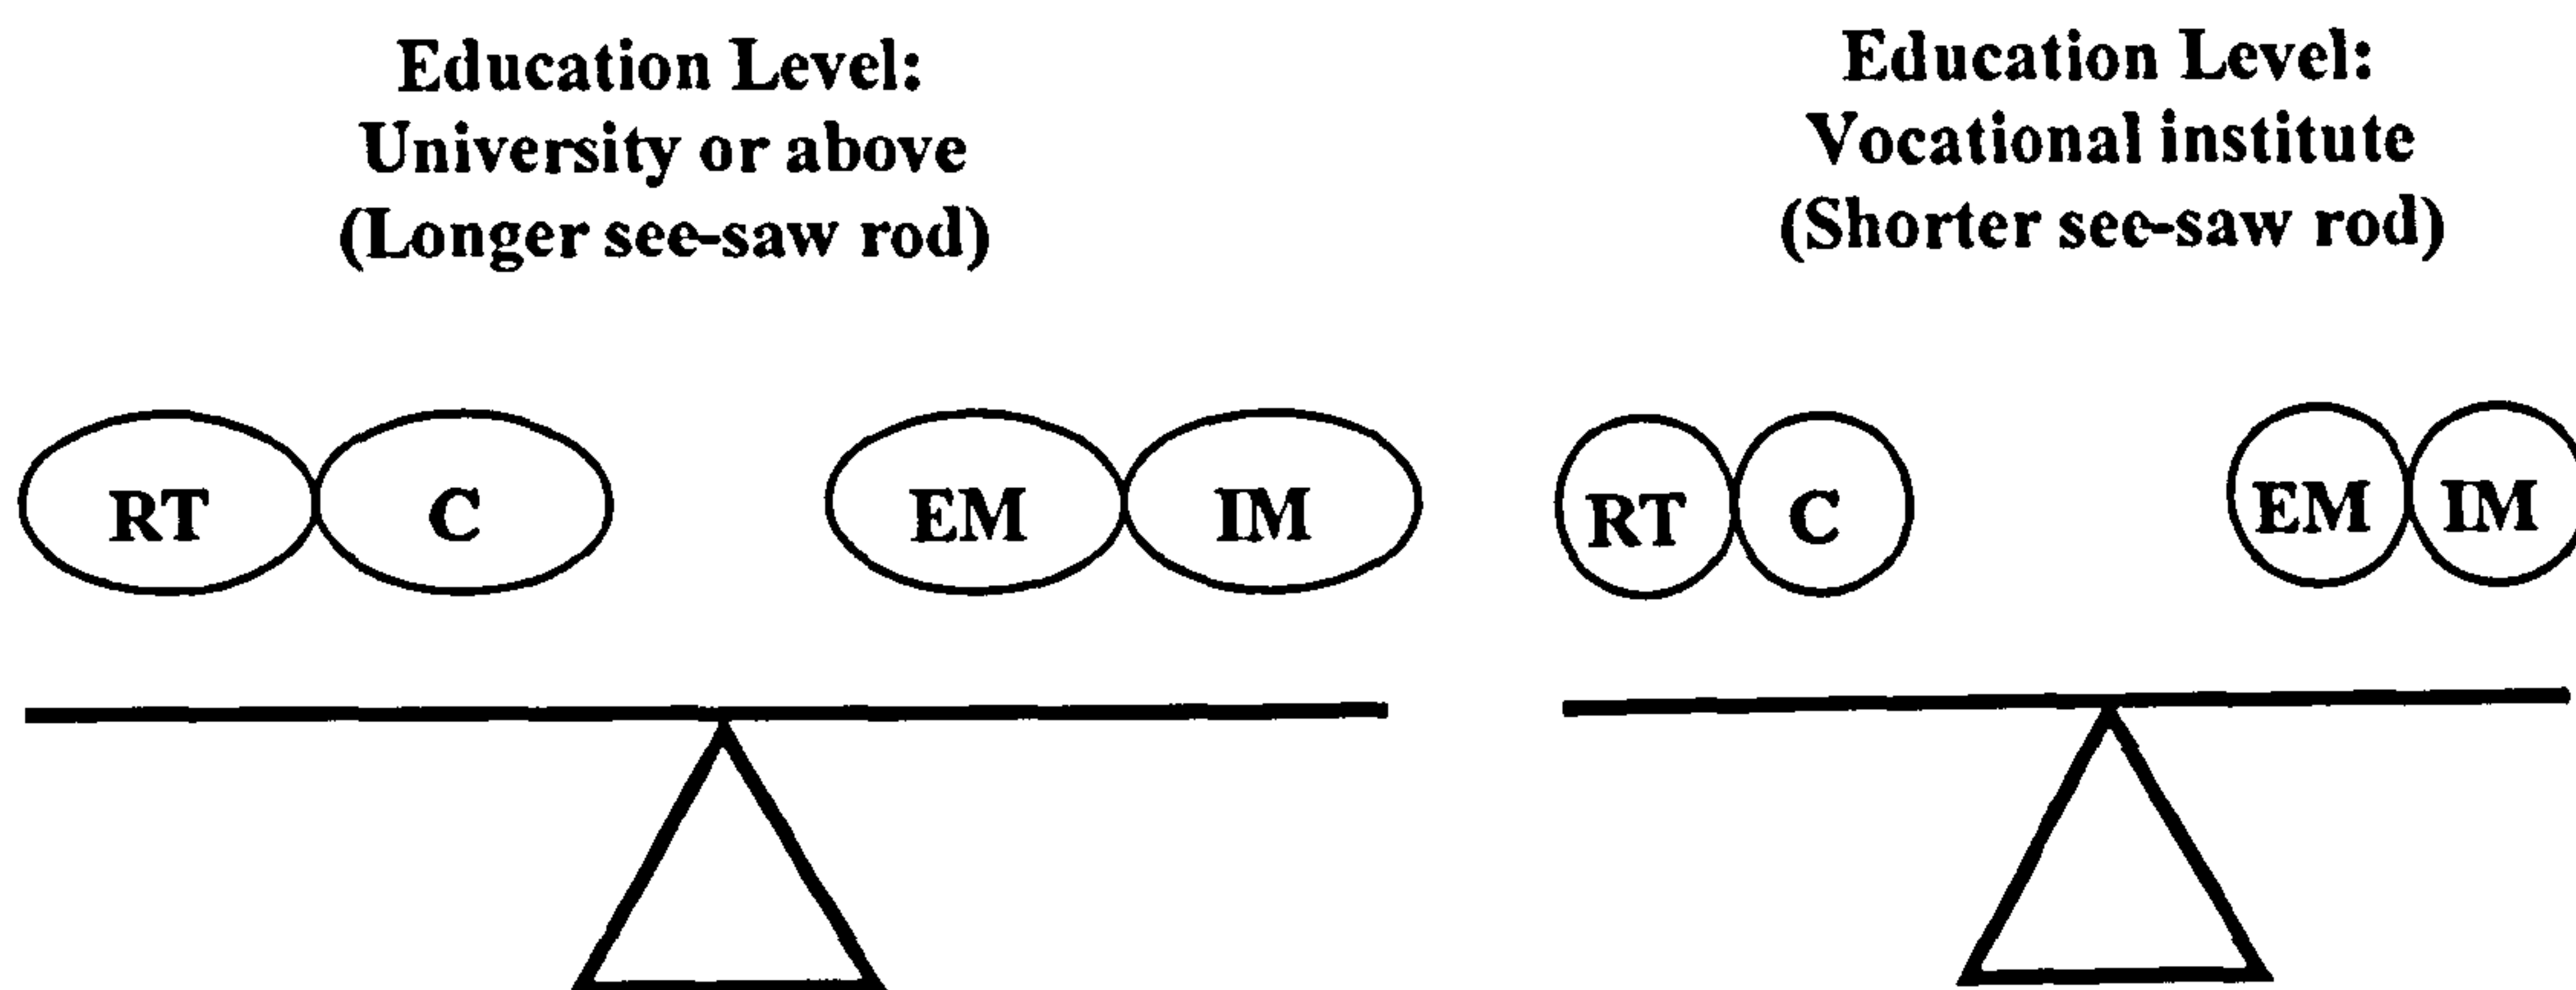 Education Level:
University or above
(Longer see-saw rod)
Education Level:
Vocational institute
(Shorter see-saw rod)
RT C EM IM
RT C EM IM